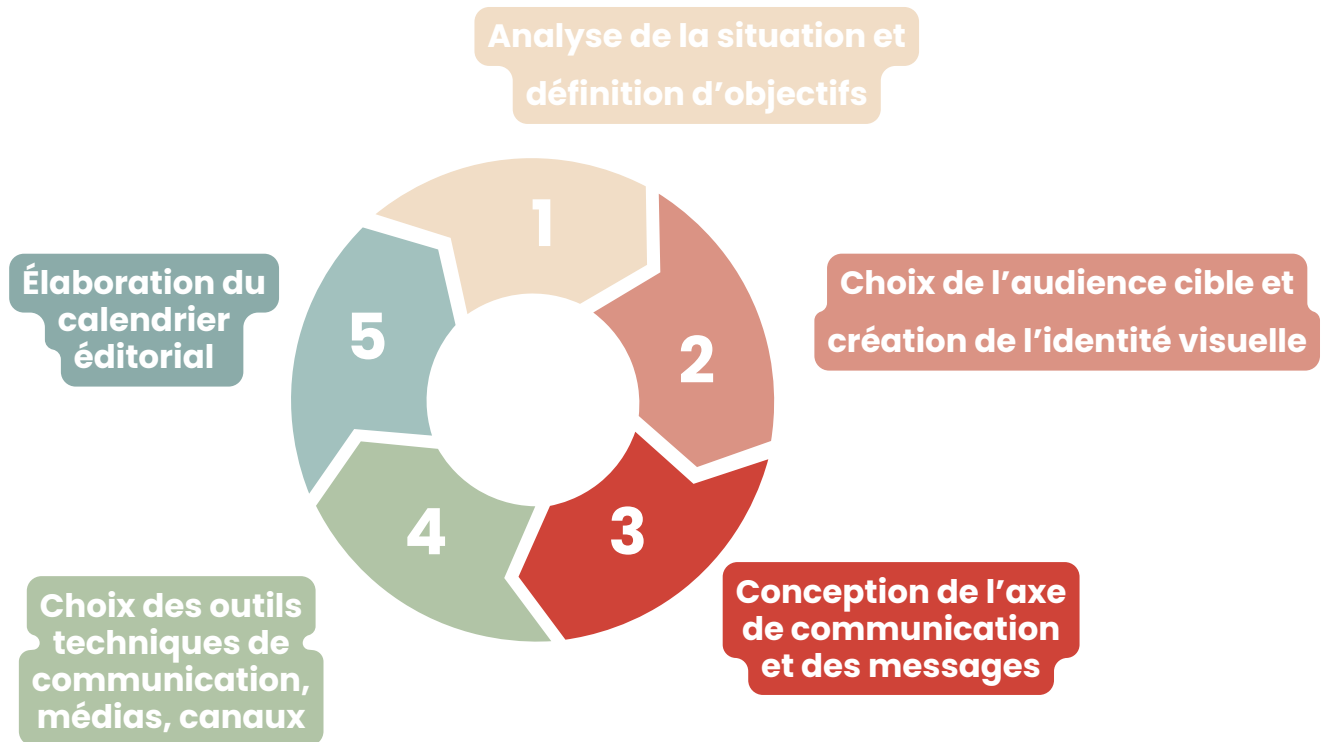 Analyse de la situation et
définition d’objectifs
1
Choix de l’audience cible et
création de l’identité visuelle
2
Conception de l’axe
de communication
et des messages
3
Choix des outils
techniques de
communication,
médias, canaux
4
Élaboration du
calendrier
éditorial
5